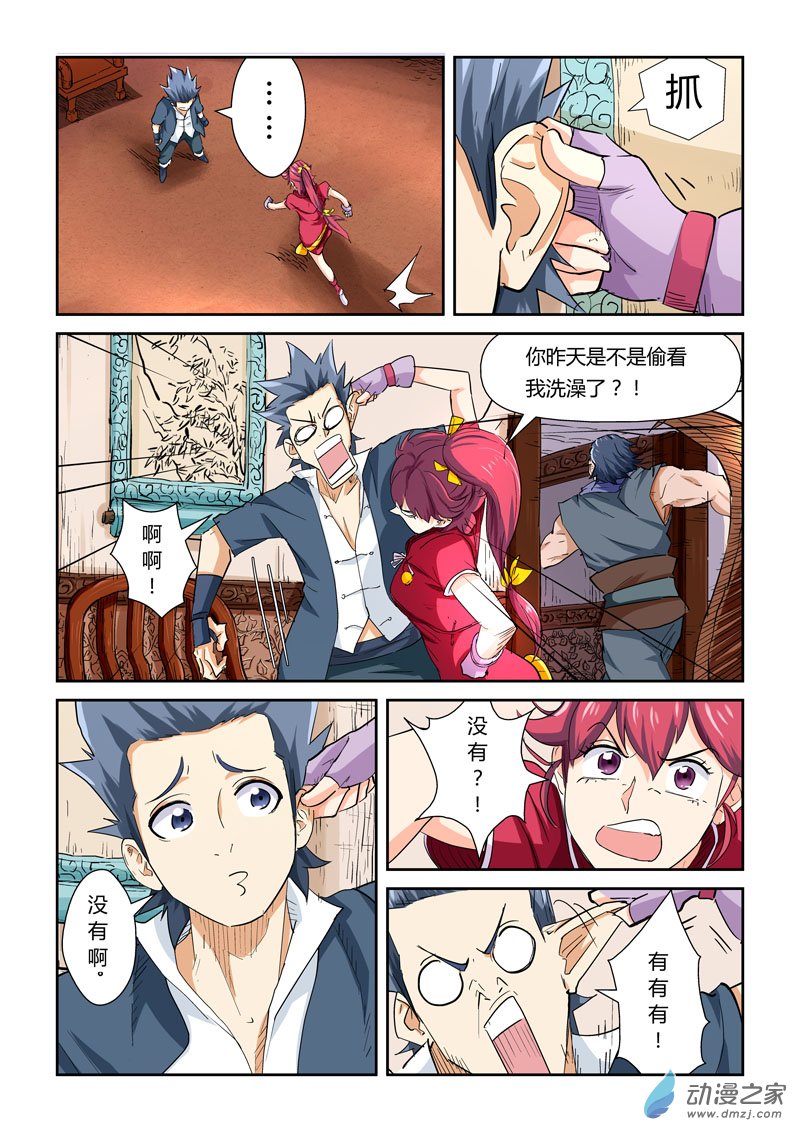 ……
抓
你昨天是不是偷看
我洗澡了？！
啊啊！
没有啊。
没有？！
有有有！
动漫之家
www.dmzj.com